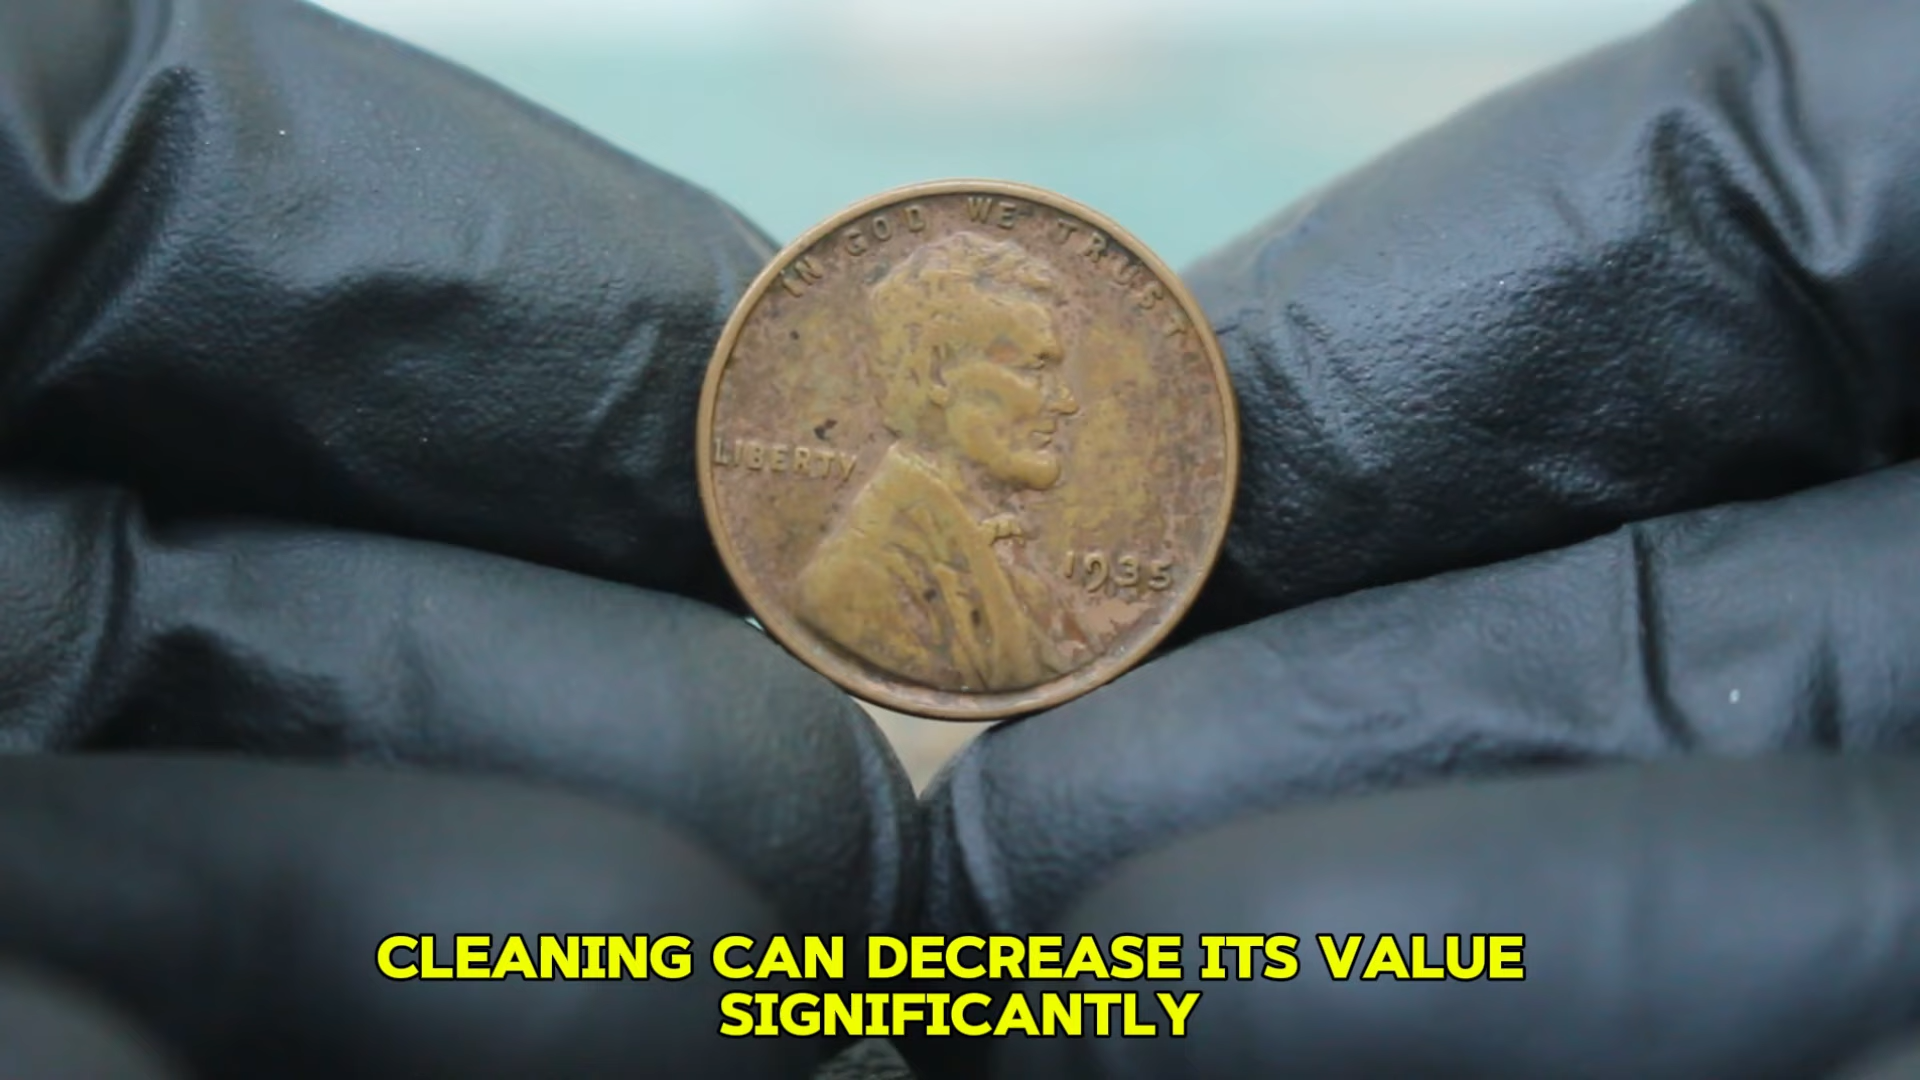 IN GOD WE TRUST
LIBERTY
1935
CLEANING CAN DECREASE ITS VALUE
SIGNIFICANTLY